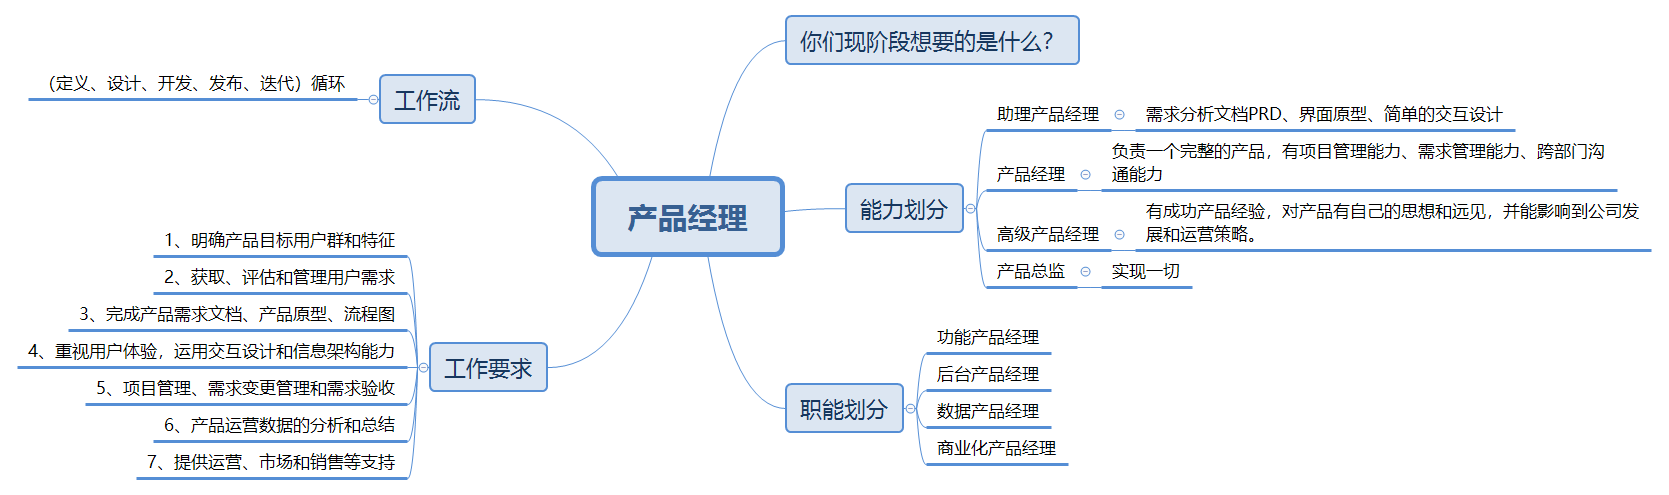 产品经理
你们现阶段想要的是什么？
能力划分
助理产品经理
需求分析文档PRD、界面原型、简单的交互设计
产品经理
负责一个完整的产品，有项目管理能力、需求管理能力、跨部门沟
通能力
高级产品经理
有成功产品经验，对产品有自己的思想和远见，并能影响到公司发
展和运营策略。
产品总监
实现一切
职能划分
功能产品经理
后台产品经理
数据产品经理
商业化产品经理
工作流
（定义、设计、开发、发布、迭代）循环
工作要求
1、明确产品目标用户群和特征
2、获取、评估和管理用户需求
3、完成产品需求文档、产品原型、流程图
4、重视用户体验，运用交互设计和信息架构能力
5、项目管理、需求变更管理和需求验收
6、产品运营数据的分析和总结
7、提供运营、市场和销售等支持